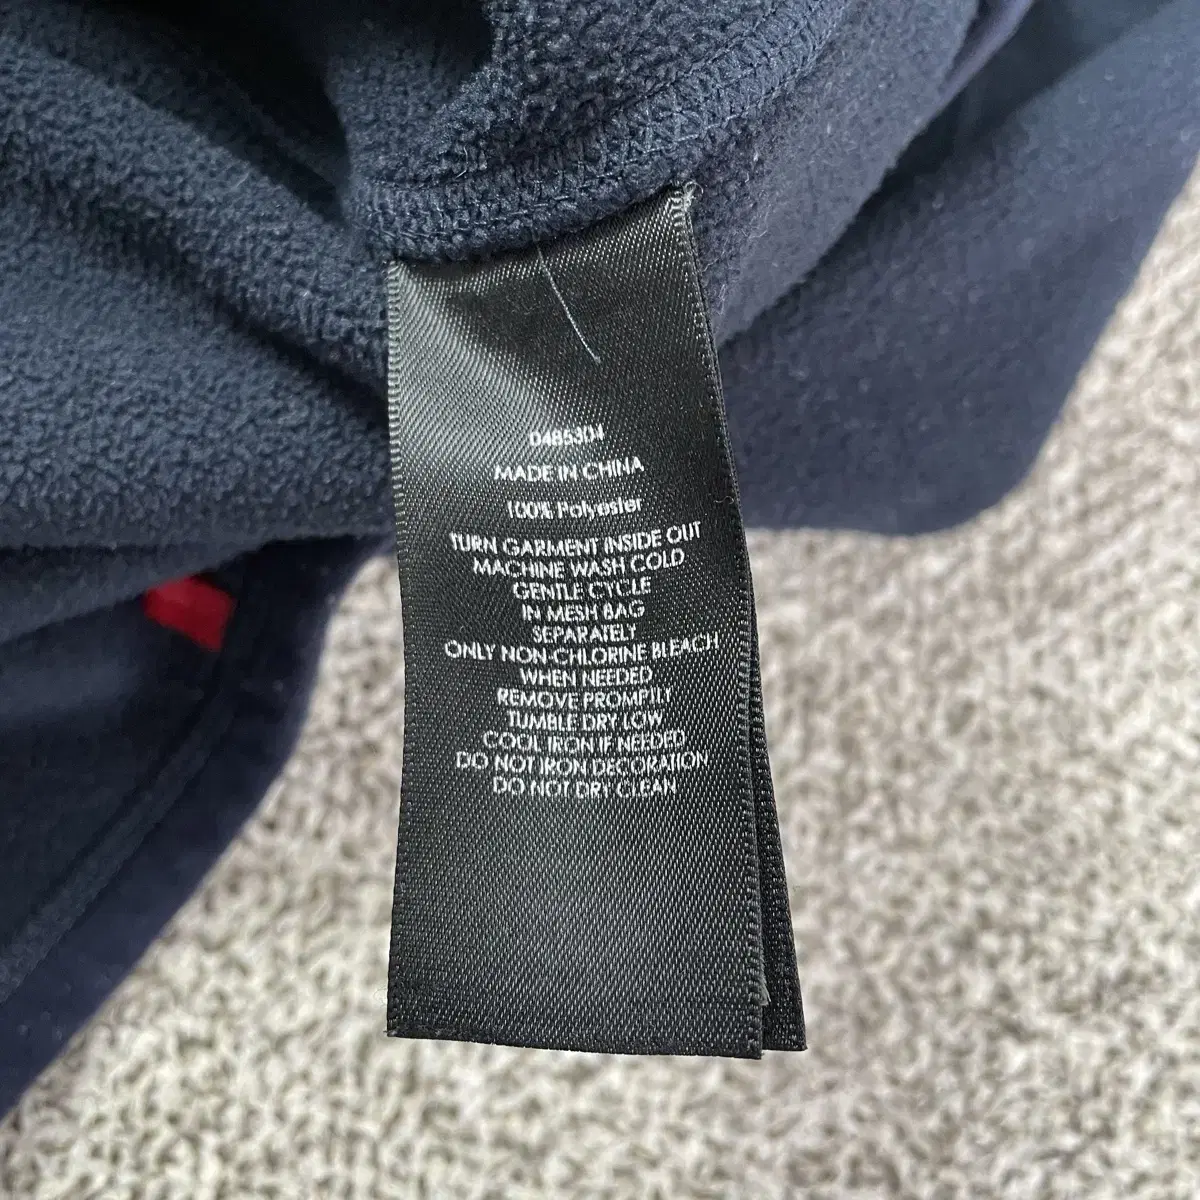 0485304
MADE IN CHINA
100% Polyester
TURN GARMENT INSIDE OUT
MACHINE WASH COLD
GENTLE CYCLE
IN MESH BAG
SEPARATELY
ONLY NON-CHLORINE BLEACH
WHEN NEEDED
REMOVE PROMPTLY
TUMBLE DRY LOW
COOL IRON IF NEEDED
DO NOT IRON DECORATION
DO NOT DRY CLEAN